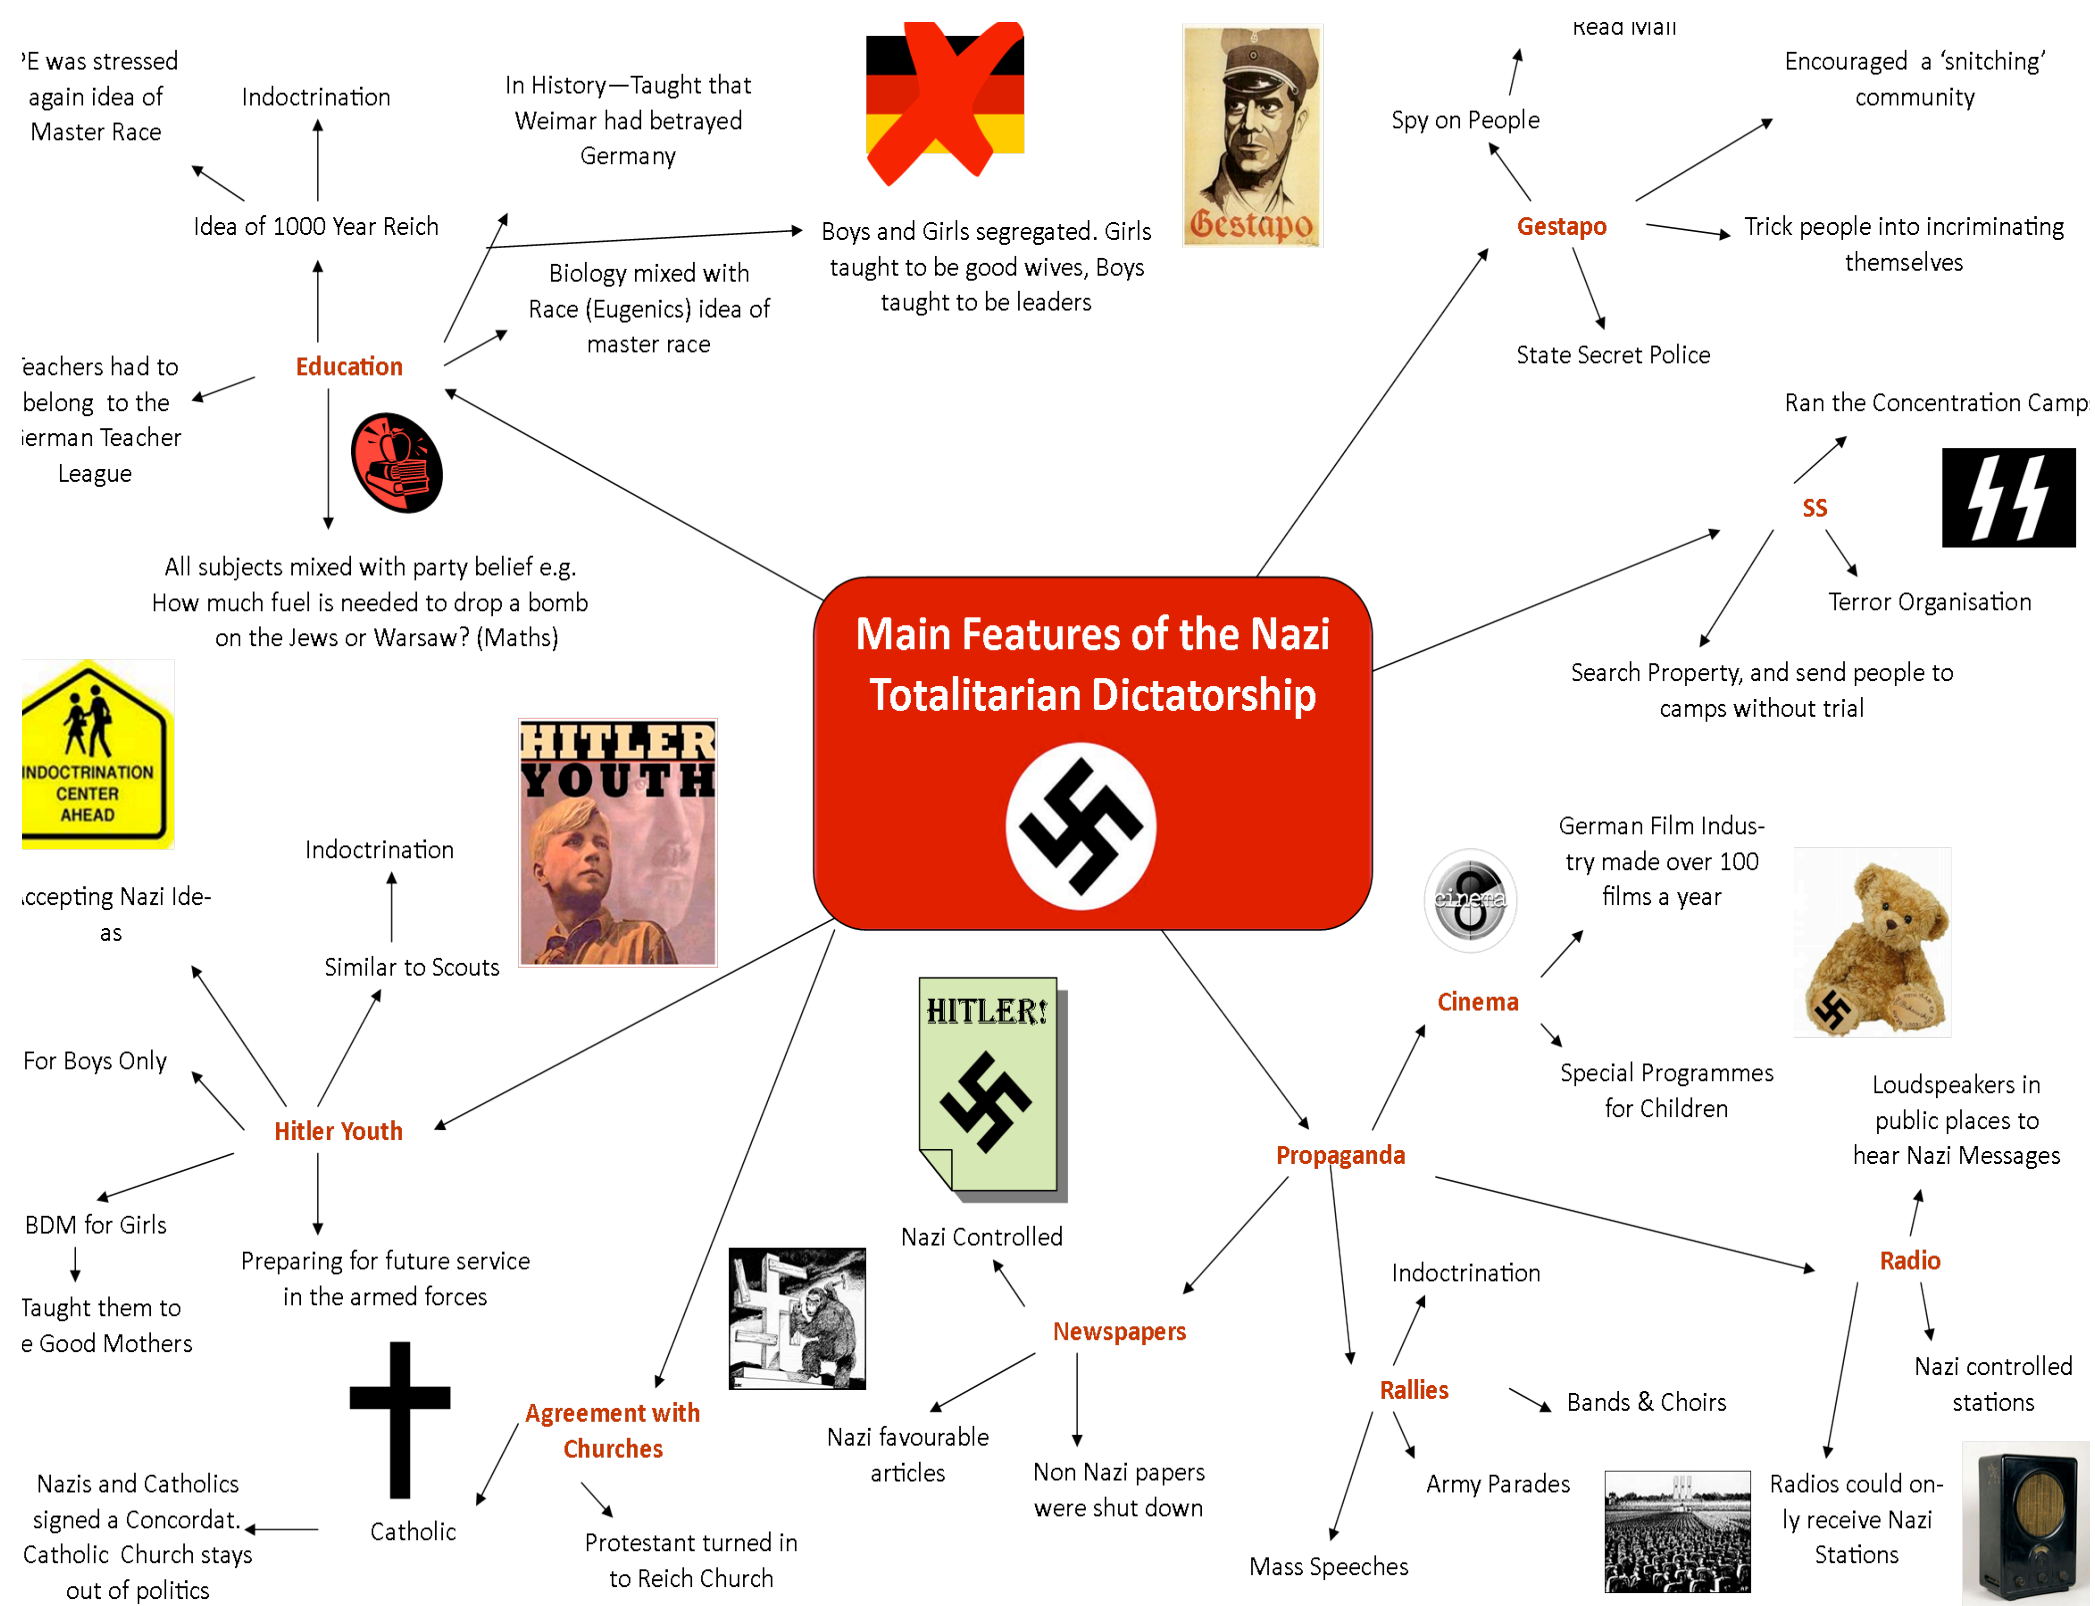 Main Features of the Nazi
Totalitarian Dictatorship
PE was stressed
again idea of
Master Race
Indoctrination
In History—Taught that
Weimar had betrayed
Germany
Idea of 1000 Year Reich
Boys and Girls segregated. Girls
taught to be good wives, Boys
taught to be leaders
Biology mixed with
Race (Eugenics) idea of
master race
Education
Teachers had to
belong to the
German Teacher
League
All subjects mixed with party belief e.g.
How much fuel is needed to drop a bomb
on the Jews or Warsaw? (Maths)
Gestapo
Read Mail
Spy on People
Encouraged a ‘snitching’
community
Gestapo
Trick people into incriminating
themselves
State Secret Police
Ran the Concentration Camps
SS
Terror Organisation
Search Property, and send people to
camps without trial
INDOCTRINATION
CENTER
AHEAD
HITLER
YOUTH
Indoctrination
Accepting Nazi Ide-
as
Similar to Scouts
For Boys Only
Hitler Youth
BDM for Girls
Taught them to
e Good Mothers
Preparing for future service
in the armed forces
Agreement with
Churches
Catholic
Nazis and Catholics
signed a Concordat.
Catholic Church stays
out of politics
Protestant turned in
to Reich Church
HITLER!
Propaganda
Newspapers
Nazi Controlled
Nazi favourable
articles
Non Nazi papers
were shut down
cinema
Cinema
German Film Indus-
try made over 100
films a year
Special Programmes
for Children
Rallies
Indoctrination
Bands & Choirs
Army Parades
Mass Speeches
Radio
Loudspeakers in
public places to
hear Nazi Messages
Nazi controlled
stations
Radios could on-
ly receive Nazi
Stations